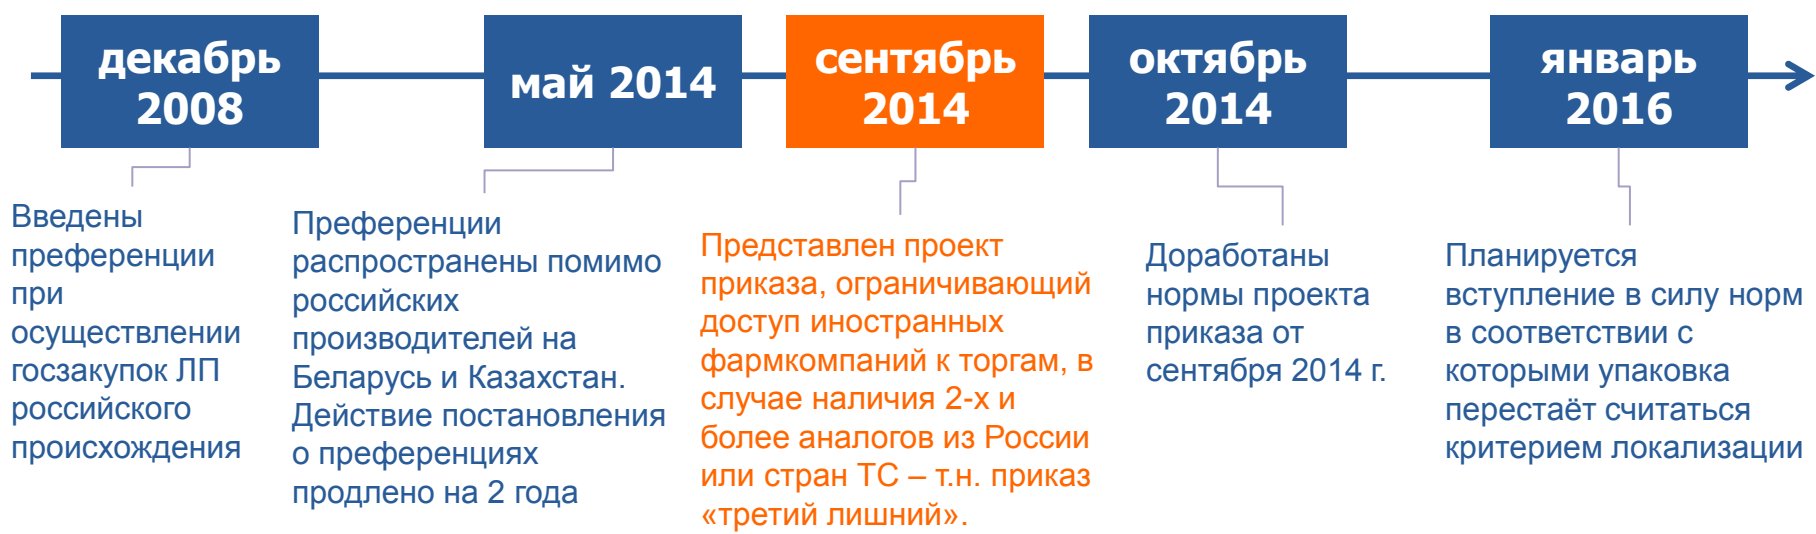 декабрь
2008
май 2014
сентябрь
2014
октябрь
2014
январь
2016
Введены
преференции
при
осуществлении
госзакупок ЛП
российского
происхождения
Преференции
распространены помимо
российских
производителей на
Беларусь и Казахстан.
Действие постановления
о преференциях
продлено на 2 года
Представлен проект
приказа, ограничивающий
доступ иностранных
фармкомпаний к торгам, в
случае наличия 2-х и
более аналогов из России
или стран ТС – т.н. приказ
«третий лишний».
Доработаны
нормы проекта
приказа от
сентября 2014 г.
Планируется
вступление в силу норм
в соответствии с
которыми упаковка
перестаёт считаться
критерием локализации